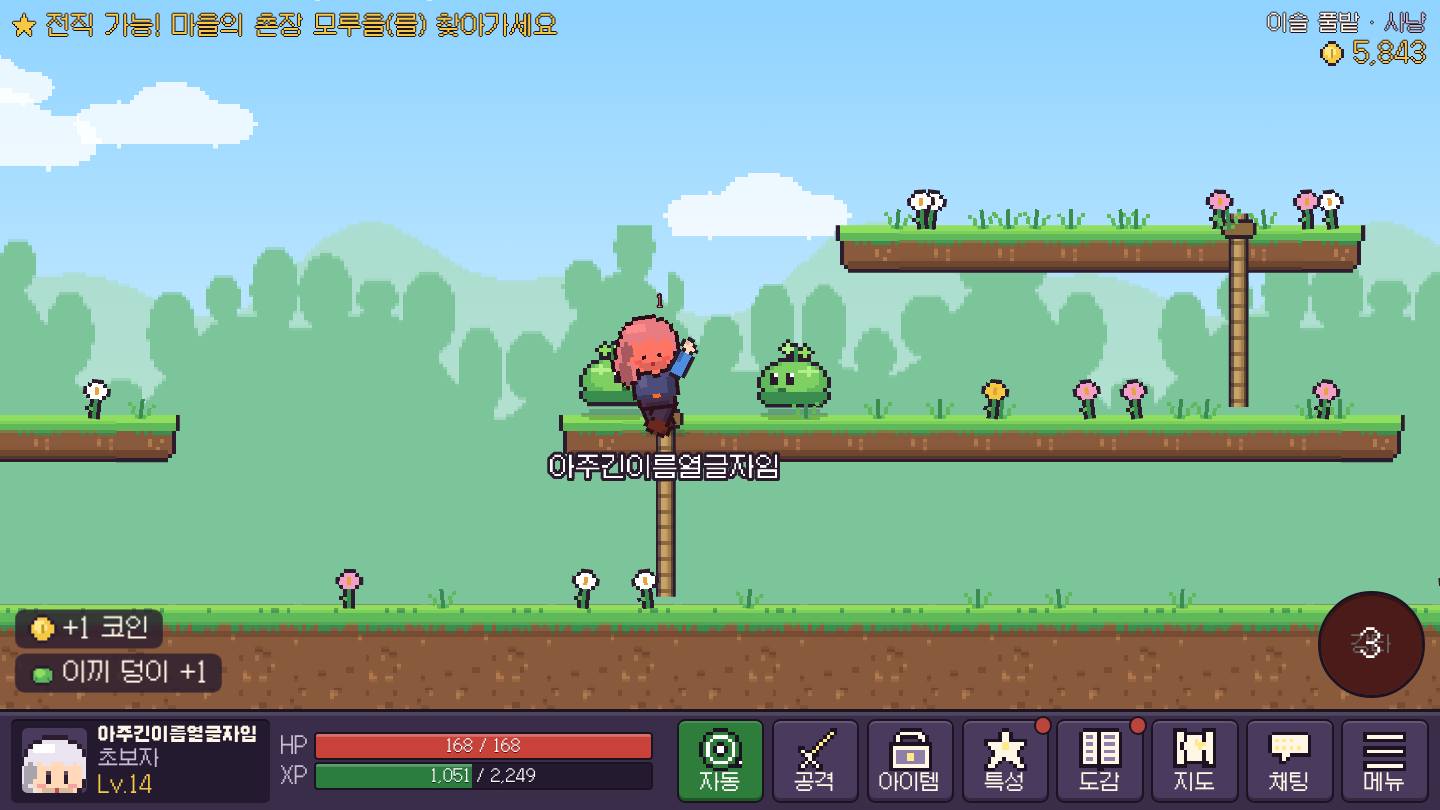 전직 가능! 마을의 촌장 모루을(를) 찾아가세요
이슬 풀밭 · 사냥
5,843
1
아주긴이름열글자임
+1 코인
이끼 덩이 +1
3
아주긴이름열글자임
초보자
Lv.14
HP 168 / 168
XP 1,051 / 2,249
자동 공격 아이템 특성 도감 지도 채팅 메뉴